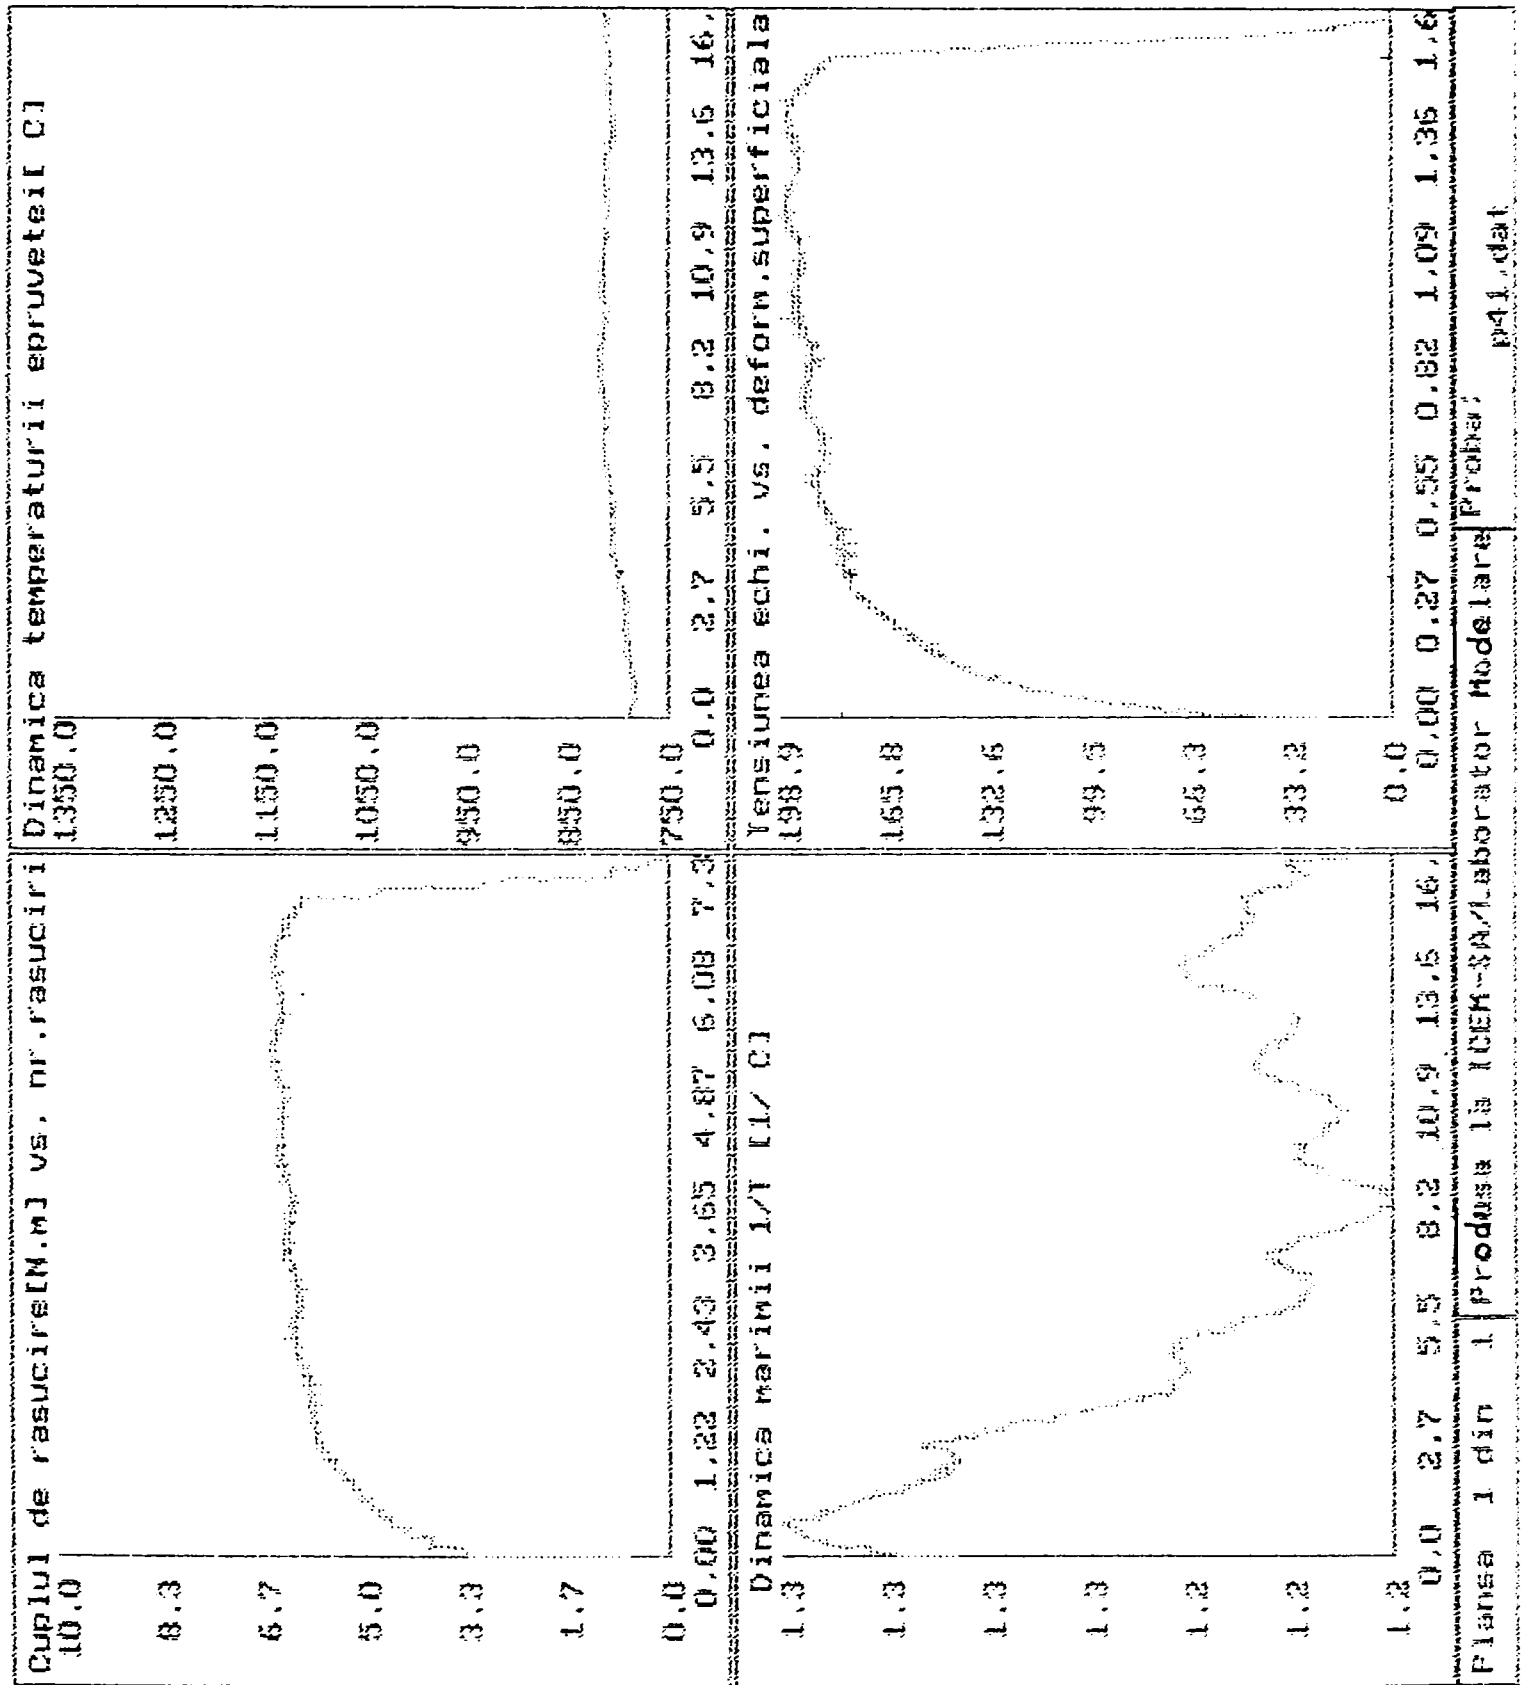 Cuplul de rasucire[N.m] vs. nr.rasuciri
10.0
8.3
6.7
5.0
3.3
1.7
0.0
0.00 1.22 2.43 3.65 4.87 6.08 7.3
Dinamica temperaturii epruvetei[ C]
1350.0
1250.0
1150.0
1050.0
950.0
850.0
750.0
0.0 2.7 5.5 8.2 10.9 13.6 16.
Dinamica marimii 1/T [1/ C]
1.3
1.3
1.3
1.3
1.2
1.2
1.2
0.0 2.7 5.5 8.2 10.9 13.6 16.
Tensiunea echi. vs. deform.superficiala
198.9
165.8
132.6
99.5
66.3
33.2
0.0
0.00 0.27 0.55 0.82 1.09 1.36 1.6
Plansa 1 din 1
Produse la ICEM-SA/Laborator Modelare
Proba:
p41.dat